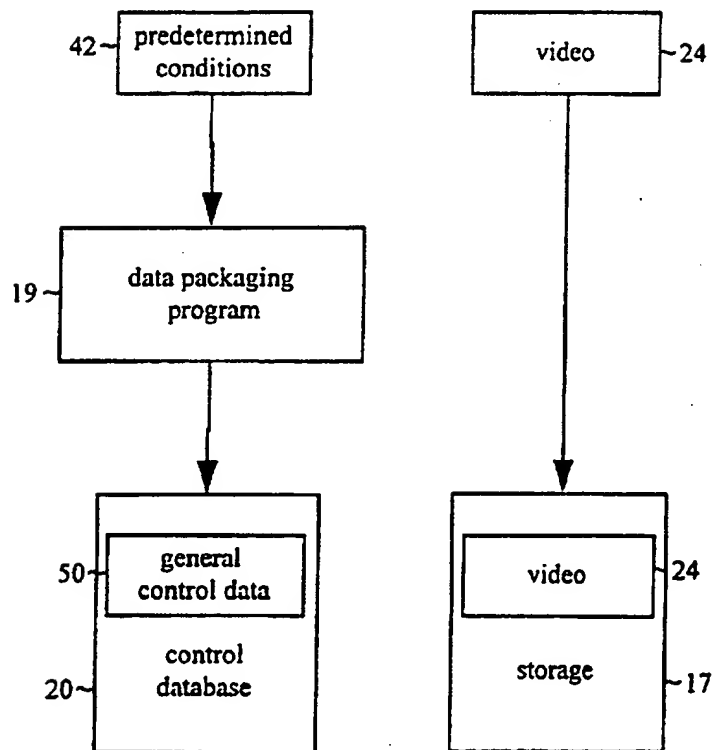 42
predetermined
conditions
video
24
19
data packaging
program
50
general
control data
control
database
20
video
24
storage
17